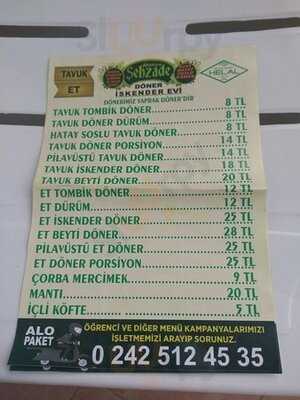 TAVUK
ET
Şehzade
DÖNER
İSKENDER EVİ
DÖNERİMİZ YAPRAK DÖNER'DİR
HELAL
TAVUK TOMBİK DÖNER 8 TL
TAVUK DÖNER DÜRÜM 8 TL
HATAY SOSLU TAVUK DÖNER 8 TL
TAVUK DÖNER PORSİYON 14 TL
PİLAVÜSTÜ TAVUK DÖNER 14 TL
TAVUK İSKENDER DÖNER 18 TL
TAVUK BEYTİ DÖNER 20 TL
ET TOMBİK DÖNER 12 TL
ET DÜRÜM 12 TL
ET İSKENDER DÖNER 25 TL
ET BEYTİ DÖNER 28 TL
PİLAVÜSTÜ ET DÖNER 25 TL
ET DÖNER PORSİYON 25 TL
ÇORBA MERCİMEK 9 TL
MANTI 20 TL
İÇLİ KÖFTE 5 TL
ALO
PAKET
ÖĞRENCİ VE DİĞER MENÜ KAMPANYALARIMIZI
İŞLETMEMİZİ ARAYIP SORUNUZ.
0 242 512 45 35